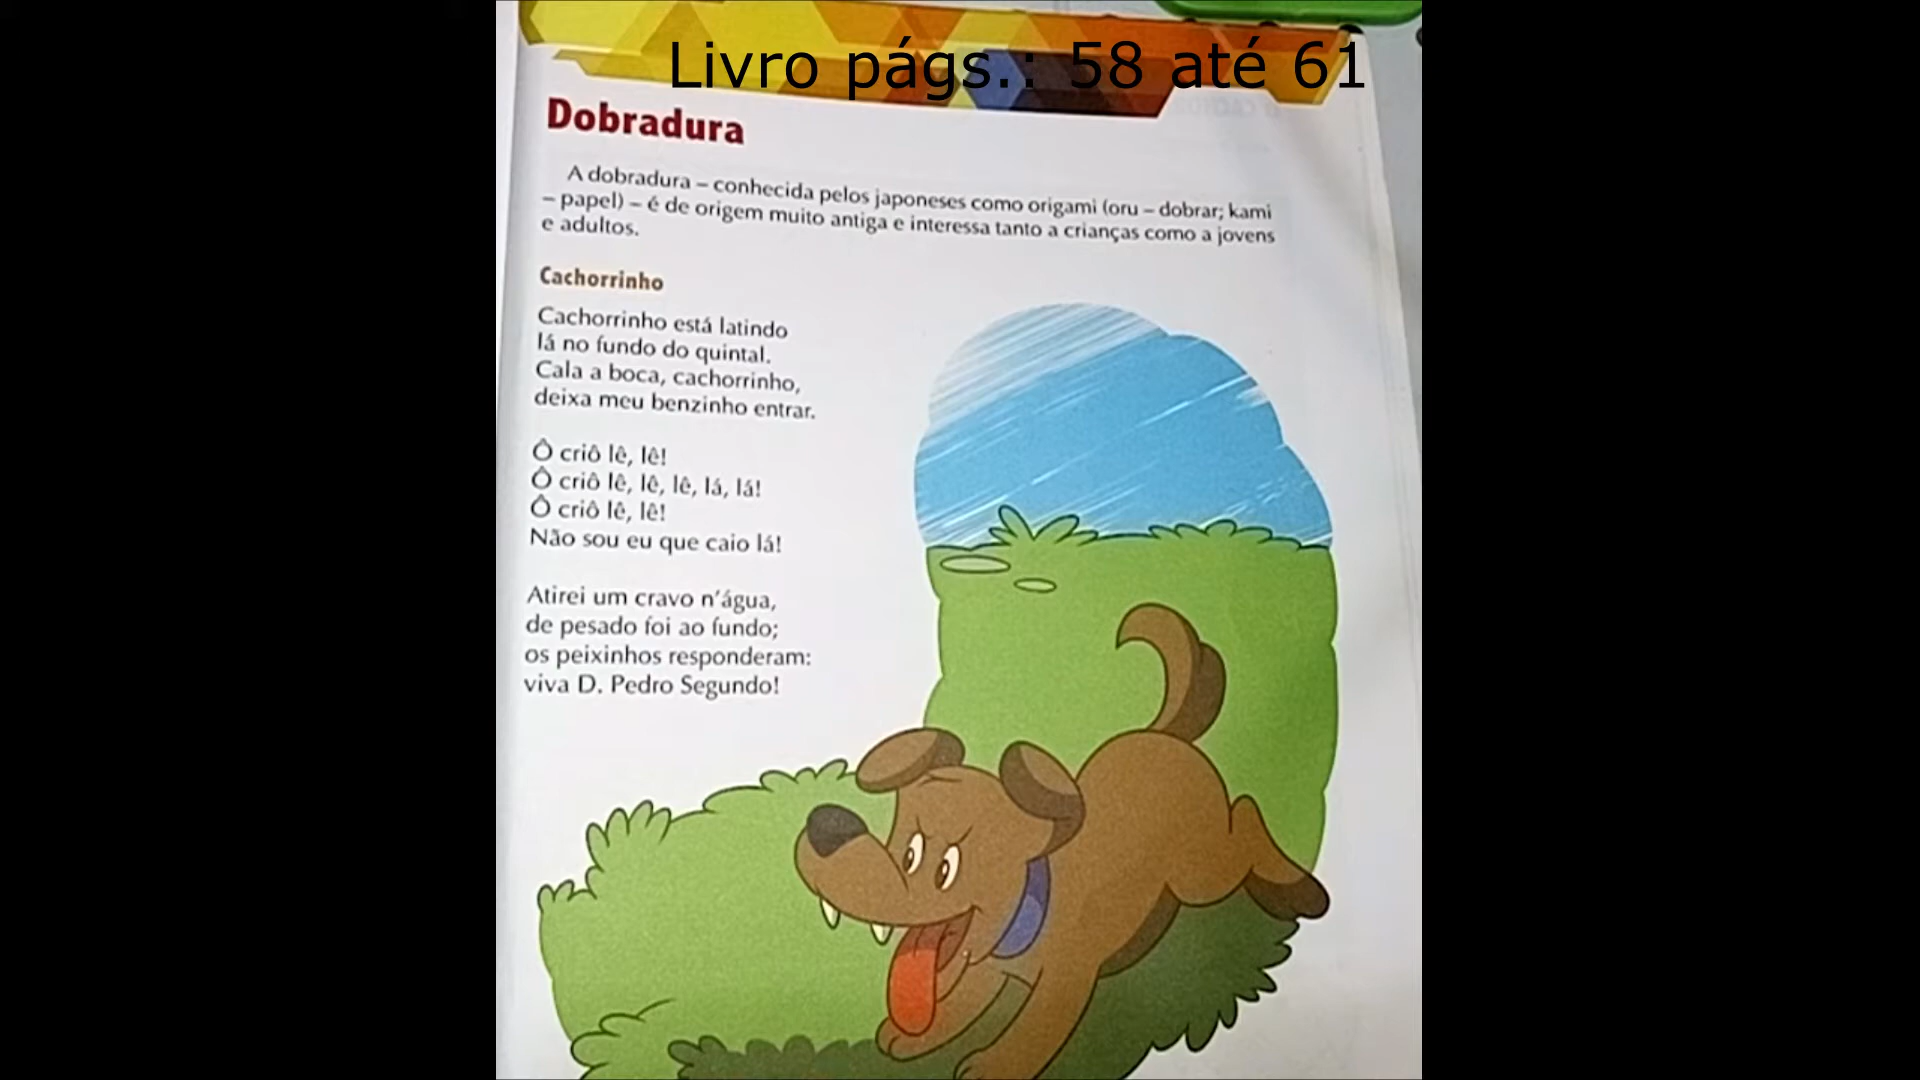 Livro págs.: 58 até 61
Dobradura
A dobradura – conhecida pelos japoneses como origami (oru – dobrar; kami
– papel) – é de origem muito antiga e interessa tanto a crianças como a jovens
e adultos.
Cachorrinho
Cachorrinho está latindo
lá no fundo do quintal.
Cala a boca, cachorrinho,
deixa meu benzinho entrar.
Ô criô lê, lê!
Ô criô lê, lê, lê, lá, lá!
Ô criô lê, lê!
Não sou eu que caio lá!
Atirei um cravo n'água,
de pesado foi ao fundo;
os peixinhos responderam:
viva D. Pedro Segundo!